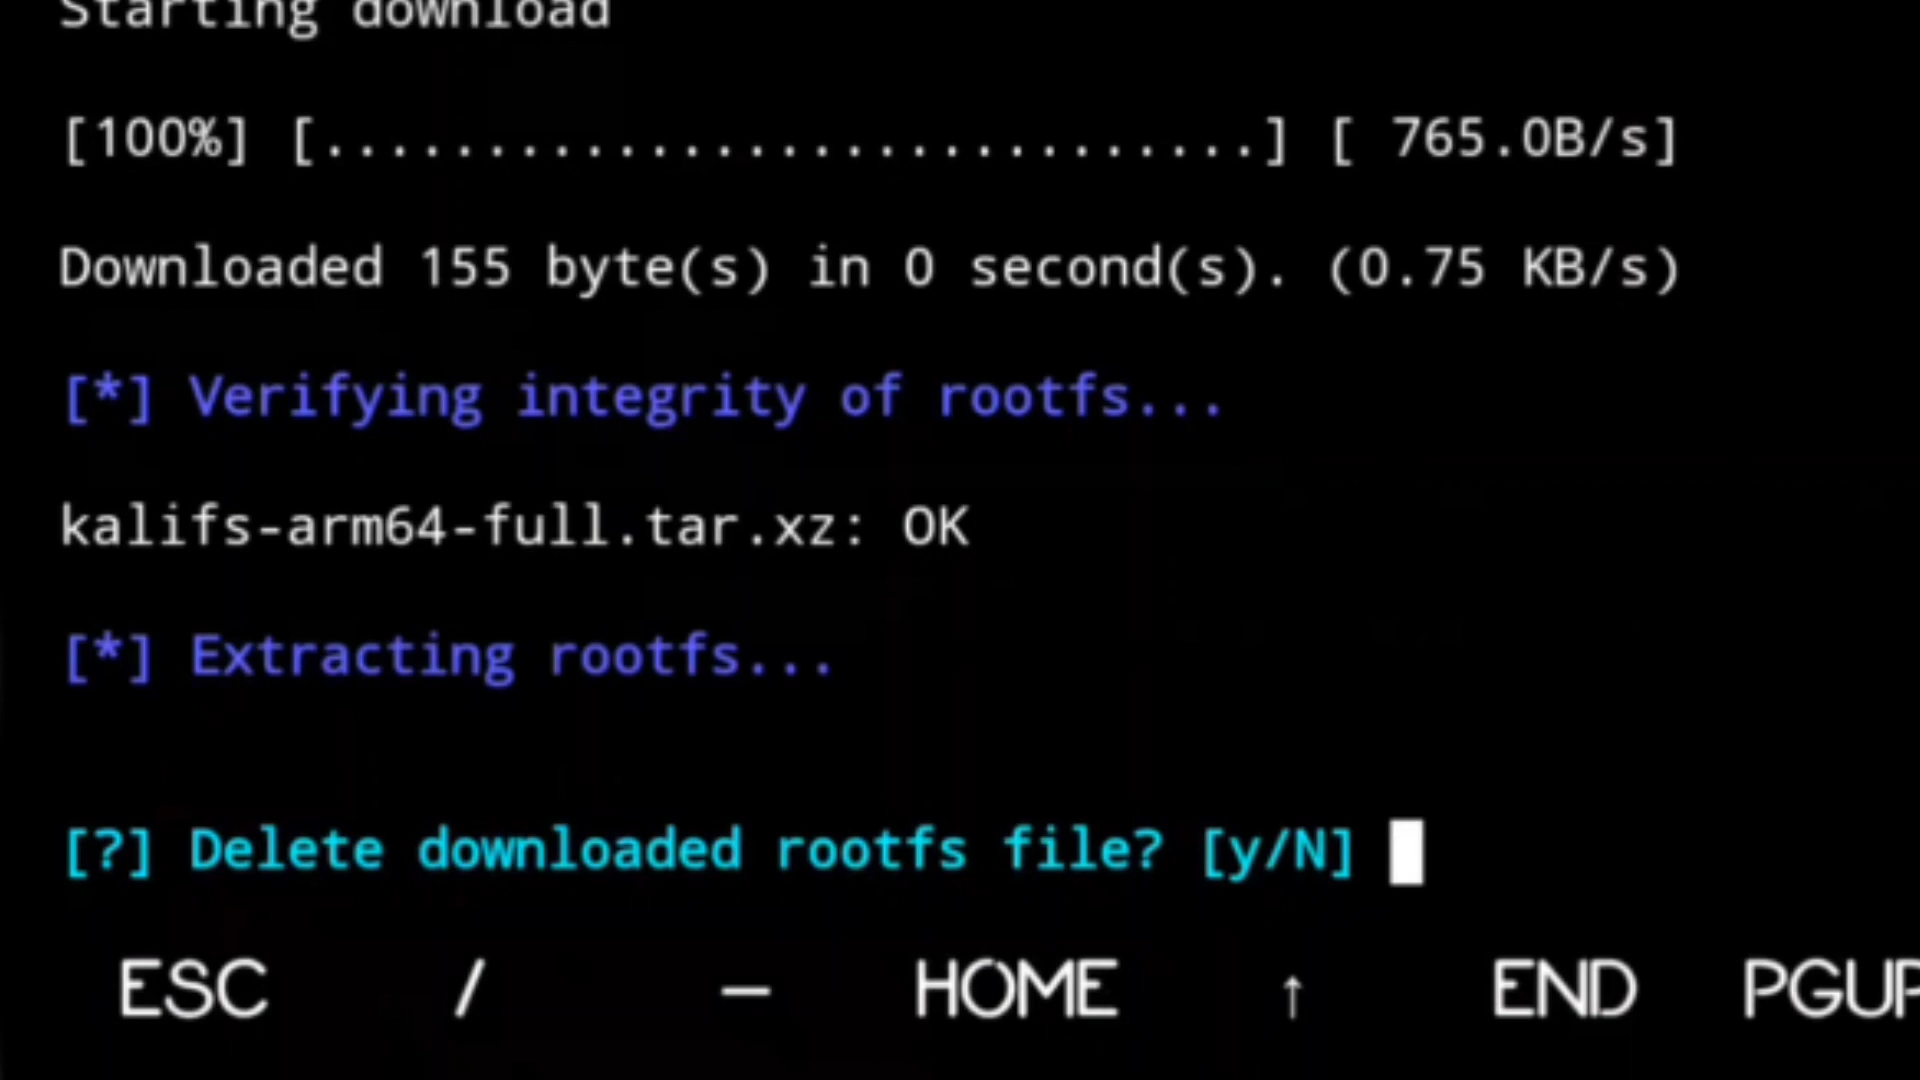 Starting download
[100%] [.............................] [ 765.0B/s]
Downloaded 155 byte(s) in 0 second(s). (0.75 KB/s)
[*] Verifying integrity of rootfs...
kalifs-arm64-full.tar.xz: OK
[*] Extracting rootfs...
[?] Delete downloaded rootfs file? [y/N]
ESC / — HOME ↑ END PGUP